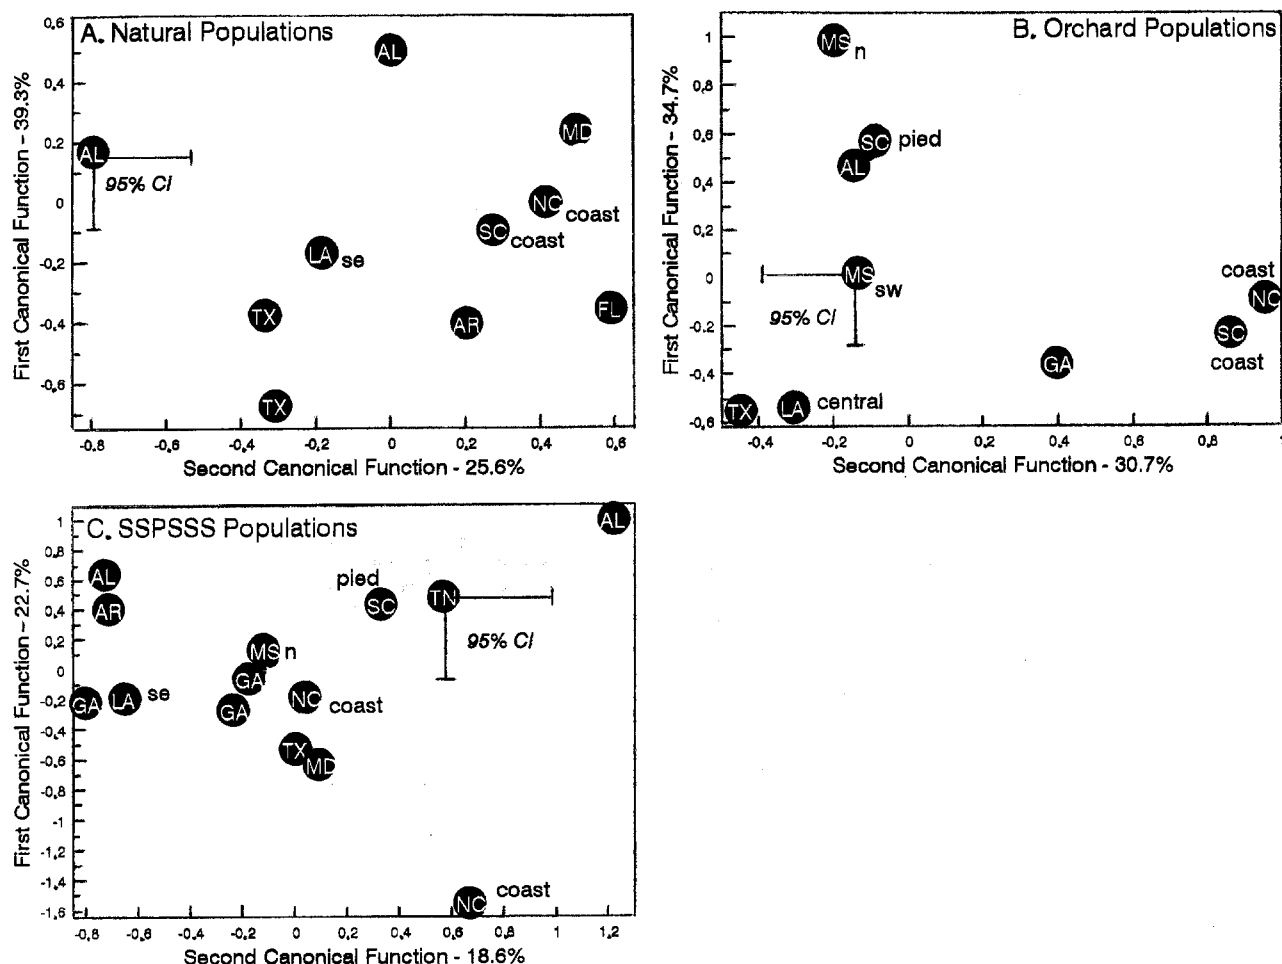 A. Natural Populations
First Canonical Function - 39.3%
0.6
0.4
0.2
0
-0.2
-0.4
-0.6
AL
AL
95% CI
MD
NC
coast
SC
coast
LA
se
TX
AR
FL
TX
-0.8
-0.6
-0.4
-0.2
0
0.2
0.4
0.6
Second Canonical Function - 25.6%
B. Orchard Populations
First Canonical Function - 34.7%
1
0.8
0.6
0.4
0.2
0
-0.2
-0.4
-0.6
MS
n
SC
pied
AL
MS
sw
95% CI
coast
NC
SC
coast
GA
TX
LA
central
-0.4
-0.2
0
0.2
0.4
0.6
0.8
1
Second Canonical Function - 30.7%
C. SSPSSS Populations
First Canonical Function - 22.7%
1
0.8
0.6
0.4
0.2
0
-0.2
-0.4
-0.6
-0.8
-1
-1.2
-1.4
-1.6
AL
AL
AR
pied
SC
TN
95% CI
MS
n
GA
GA
LA
se
GA
NC
coast
TX
MD
NC
coast
-0.8
-0.6
-0.4
-0.2
0
0.2
0.4
0.6
0.8
1
1.2
Second Canonical Function - 18.6%